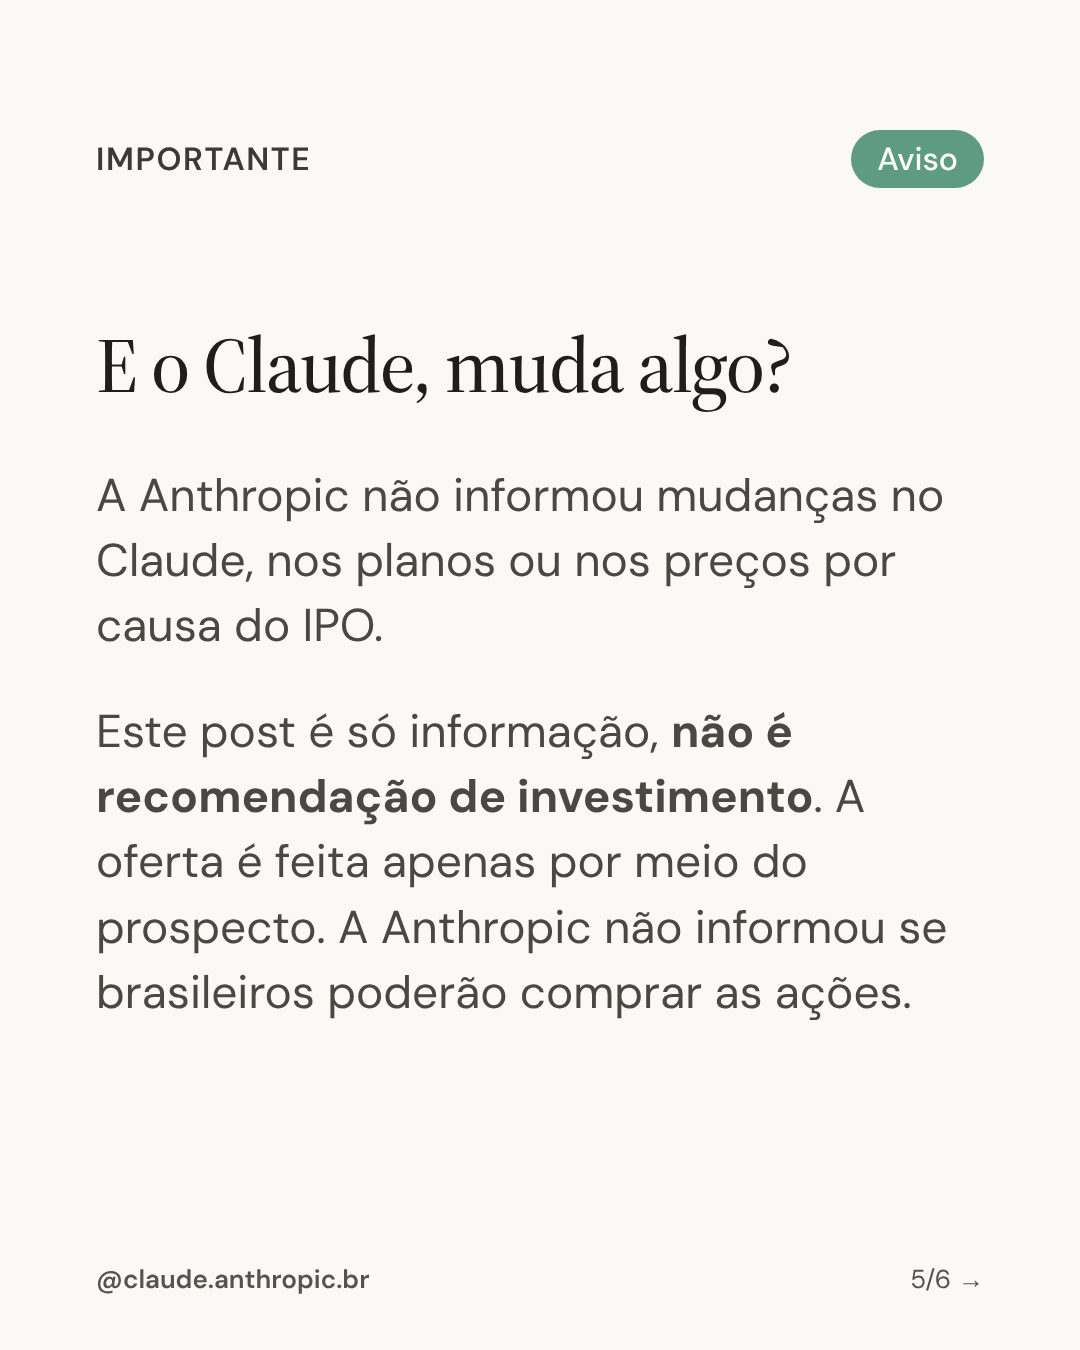 IMPORTANTE
Aviso
E o Claude, muda algo?
A Anthropic não informou mudanças no
Claude, nos planos ou nos preços por
causa do IPO.
Este post é só informação, não é
recomendação de investimento. A
oferta é feita apenas por meio do
prospecto. A Anthropic não informou se
brasileiros poderão comprar as ações.
@claude.anthropic.br
5/6 →